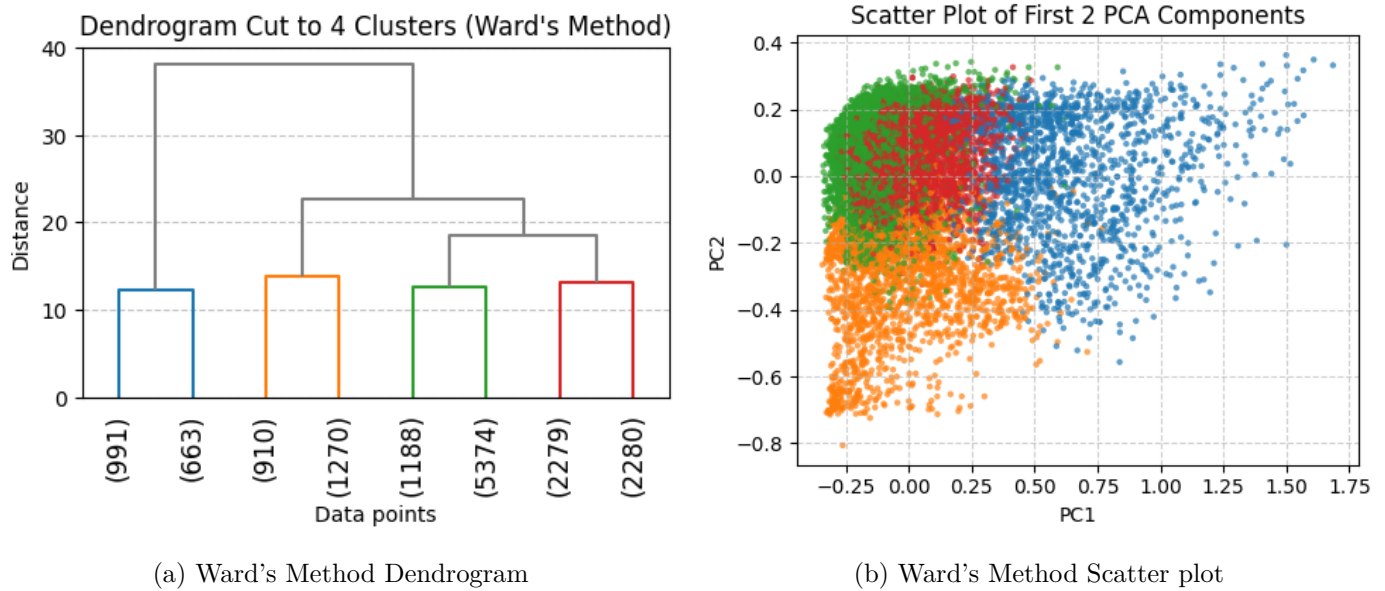 Dendrogram Cut to 4 Clusters (Ward's Method)
40
30
20
10
0
Distance
(991)
(663)
(910)
(1270)
(1188)
(5374)
(2279)
(2280)
Data points
(a) Ward's Method Dendrogram
Scatter Plot of First 2 PCA Components
0.4
0.2
0.0
−0.2
−0.4
−0.6
−0.8
PC2
−0.25 0.00 0.25 0.50 0.75 1.00 1.25 1.50 1.75
PC1
(b) Ward's Method Scatter plot